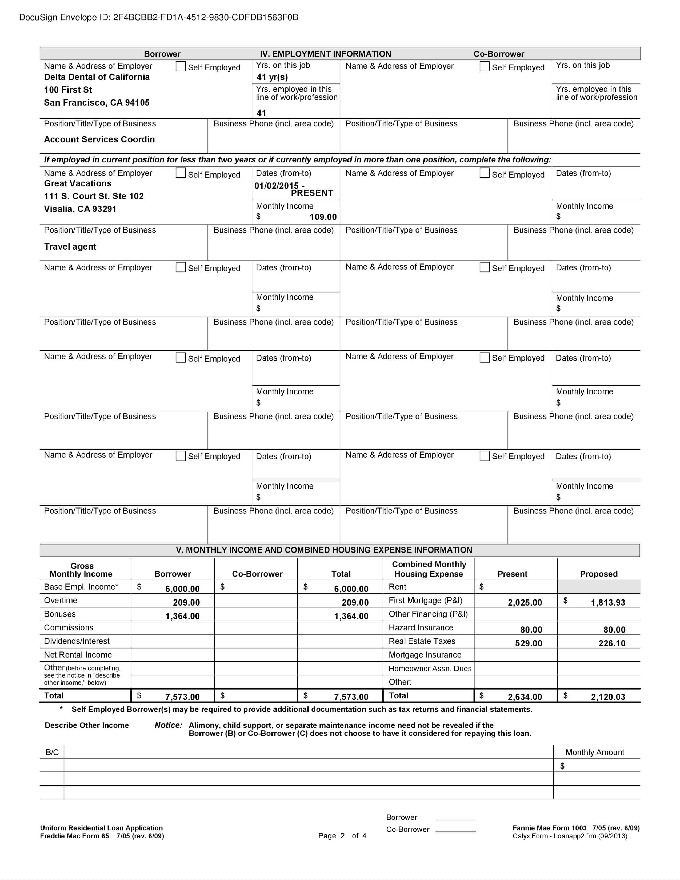 DocuSign Envelope ID: 2F4BCBB2-FD1A-4512-9830-CDFDB1563F0B
Borrower IV. EMPLOYMENT INFORMATION Co-Borrower
Name & Address of Employer Self Employed Yrs. on this job Name & Address of Employer Self Employed Yrs. on this job
Delta Dental of California 41 yr(s)
100 First St Yrs. employed in this line of work/profession Yrs. employed in this line of work/profession
San Francisco, CA 94105
41
Position/Title/Type of Business Business Phone (incl. area code) Position/Title/Type of Business Business Phone (incl. area code)
Account Services Coordin
If employed in current position for less than two years or if currently employed in more than one position, complete the following:
Name & Address of Employer Self Employed Dates (from-to) Name & Address of Employer Self Employed Dates (from-to)
Great Vacations 01/02/2015 -
111 S. Court St. Ste 102 PRESENT
Visalia, CA 93291 Monthly Income Monthly Income
$ 109.00 $
Position/Title/Type of Business Business Phone (incl. area code) Position/Title/Type of Business Business Phone (incl. area code)
Travel agent
Name & Address of Employer Self Employed Dates (from-to) Name & Address of Employer Self Employed Dates (from-to)
Monthly Income Monthly Income
$ $
Position/Title/Type of Business Business Phone (incl. area code) Position/Title/Type of Business Business Phone (incl. area code)
Name & Address of Employer Self Employed Dates (from-to) Name & Address of Employer Self Employed Dates (from-to)
Monthly Income Monthly Income
$ $
Position/Title/Type of Business Business Phone (incl. area code) Position/Title/Type of Business Business Phone (incl. area code)
Name & Address of Employer Self Employed Dates (from-to) Name & Address of Employer Self Employed Dates (from-to)
Monthly Income Monthly Income
$ $
Position/Title/Type of Business Business Phone (incl. area code) Position/Title/Type of Business Business Phone (incl. area code)
V. MONTHLY INCOME AND COMBINED HOUSING EXPENSE INFORMATION
Gross Monthly Income Borrower Co-Borrower Total Combined Monthly Housing Expense Present Proposed
Base Empl. Income* $ 6,000.00 $ $ 6,000.00 Rent $
Overtime 209.00 209.00 First Mortgage (P&I) 2,025.00 $ 1,813.93
Bonuses 1,364.00 1,364.00 Other Financing (P&I)
Commissions Hazard Insurance 80.00 80.00
Dividends/Interest Real Estate Taxes 529.00 226.10
Net Rental Income Mortgage Insurance
Other (before completing, see the notice in "describe other income," below) Homeowner Assn. Dues
Other:
Total $ 7,573.00 $ $ 7,573.00 Total $ 2,634.00 $ 2,120.03
* Self Employed Borrower(s) may be required to provide additional documentation such as tax returns and financial statements.
Describe Other Income Notice: Alimony, child support, or separate maintenance income need not be revealed if the
Borrower (B) or Co-Borrower (C) does not choose to have it considered for repaying this loan.
B/C Monthly Amount
$
Borrower
Co-Borrower
Uniform Residential Loan Application Fannie Mae Form 1003 7/05 (rev. 6/09)
Freddie Mac Form 65 7/05 (rev. 6/09) Page 2 of 4 Calyx Form - Loanapp2.frm (09/2013)